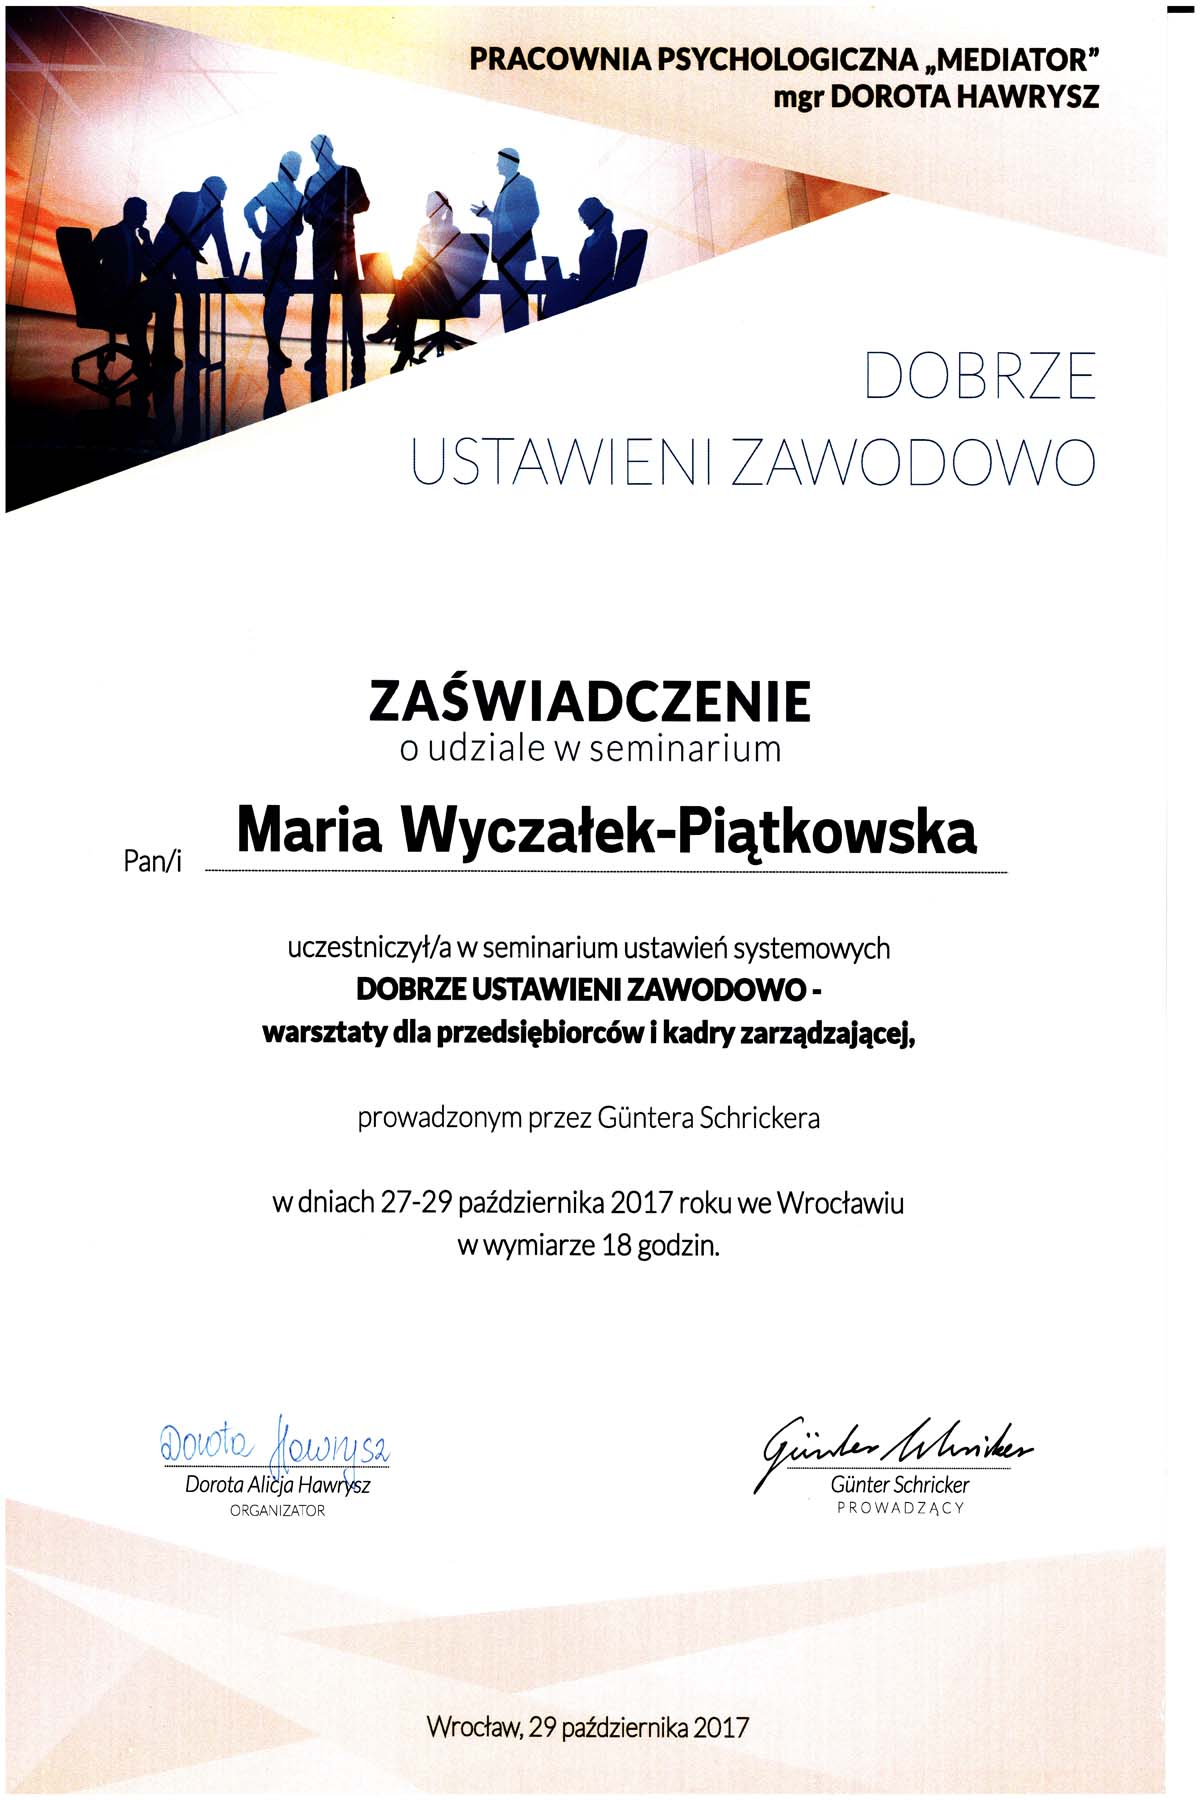 PRACOWNIA PSYCHOLOGICZNA „MEDIATOR”
mgr DOROTA HAWRYSZ
DOBRZE
USTAWIENI ZAWODOWO
ZAŚWIADCZENIE
o udziale w seminarium
Maria Wyczałek-Piątkowska
Pan/i
uczestniczył/a w seminarium ustawień systemowych
DOBRZE USTAWIENI ZAWODOWO -
warsztaty dla przedsiębiorców i kadry zarządzającej,
prowadzonym przez Güntera Schrickera
w dniach 27-29 października 2017 roku we Wrocławiu
w wymiarze 18 godzin.
Dorota Hawrysz
Dorota Alicja Hawrysz
ORGANIZATOR
Günter Schricker
Günter Schricker
PROWADZĄCY
Wrocław, 29 października 2017